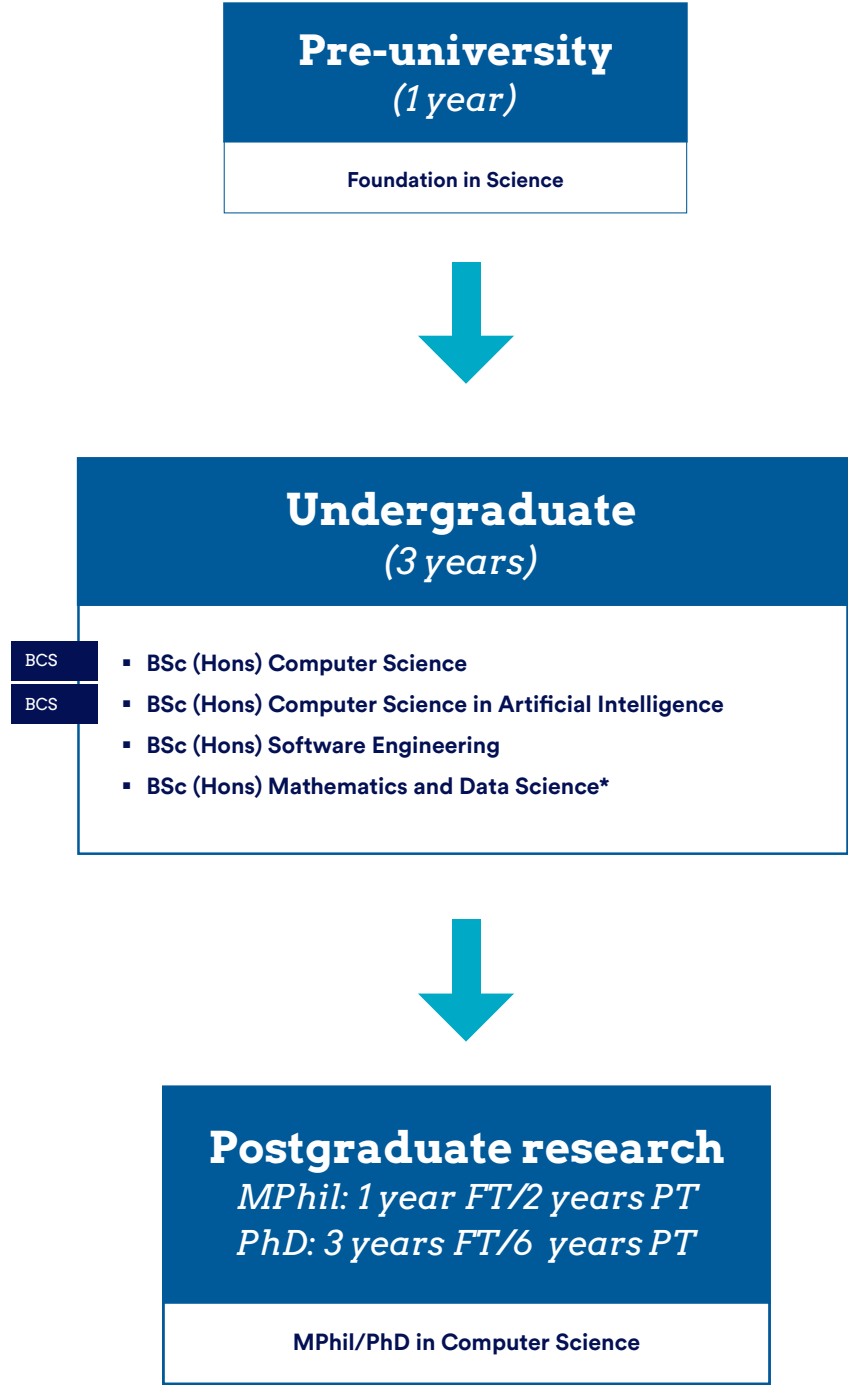 Pre-university
(1 year)
Foundation in Science
Undergraduate
(3 years)
BCS ▪ BSc (Hons) Computer Science
BCS ▪ BSc (Hons) Computer Science in Artificial Intelligence
▪ BSc (Hons) Software Engineering
▪ BSc (Hons) Mathematics and Data Science*
Postgraduate research
MPhil: 1 year FT/2 years PT
PhD: 3 years FT/6 years PT
MPhil/PhD in Computer Science